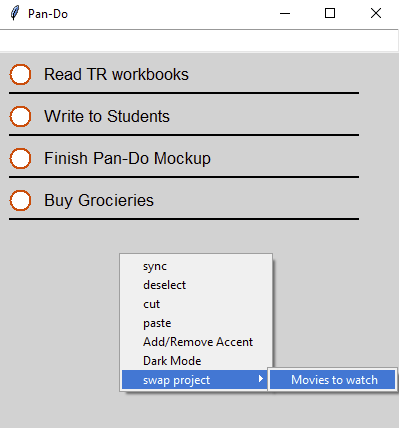 Pan-Do
Read TR workbooks
Write to Students
Finish Pan-Do Mockup
Buy Grocieries
sync
deselect
cut
paste
Add/Remove Accent
Dark Mode
swap project
Movies to watch